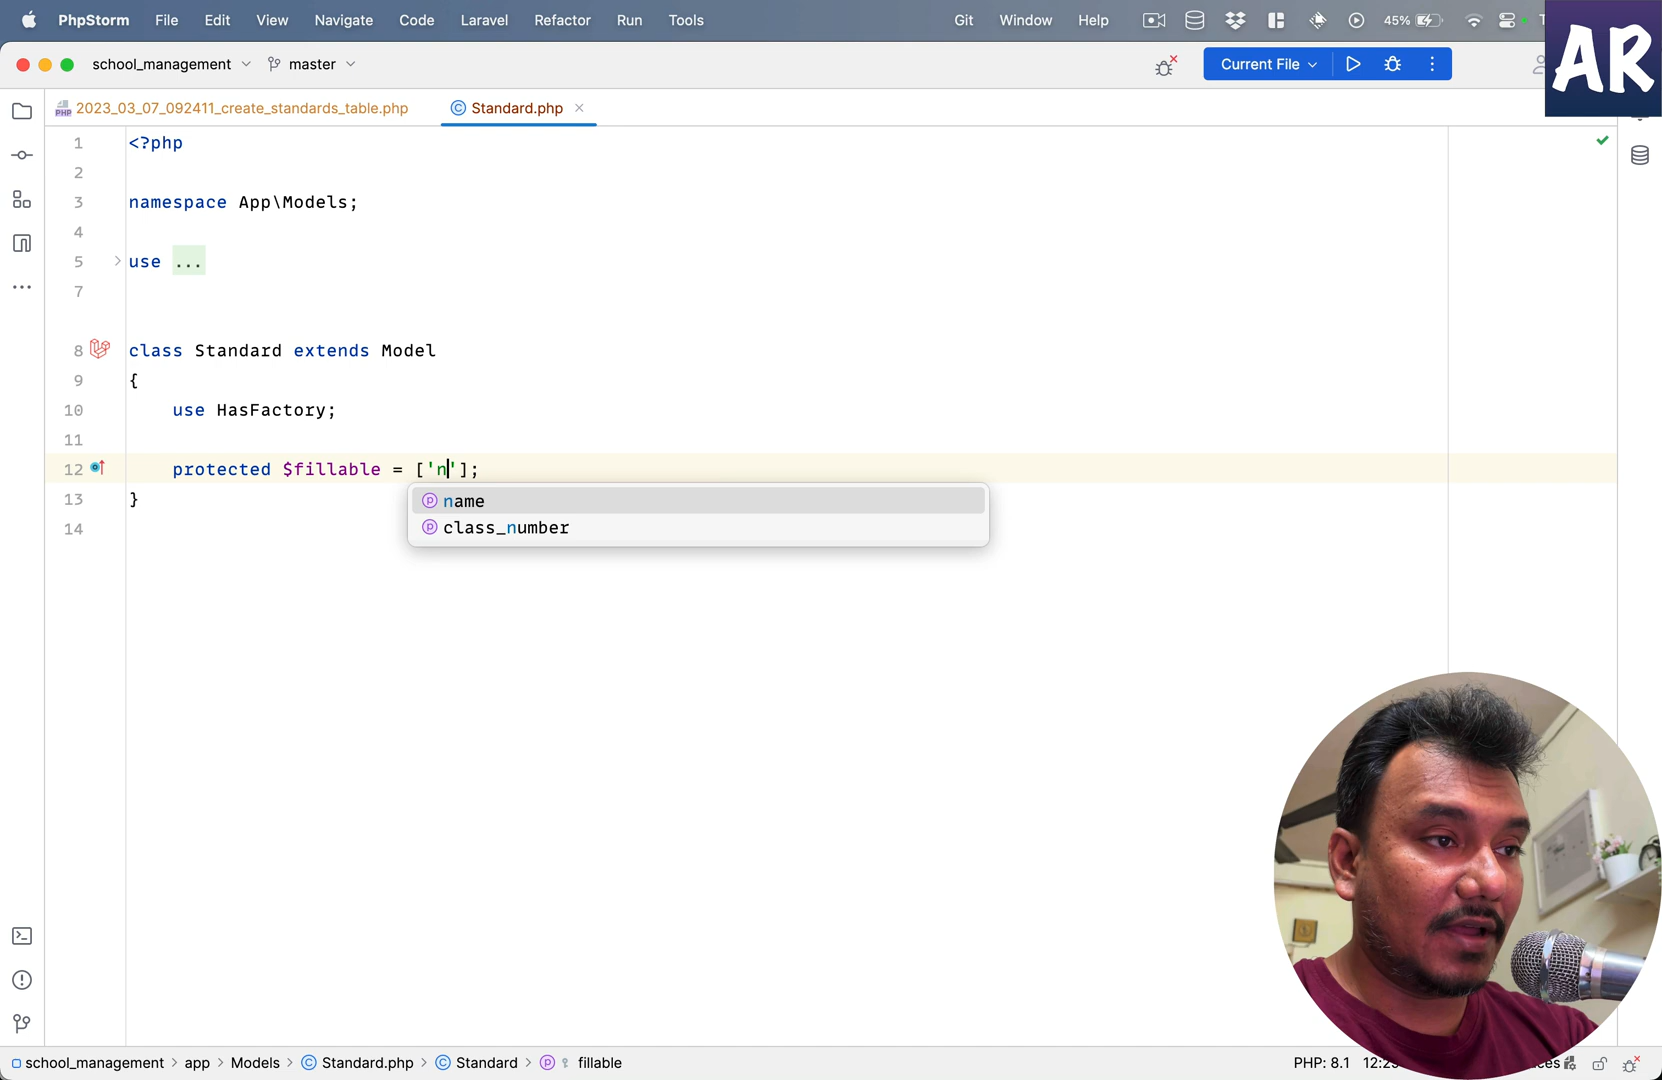 PhpStorm File Edit View Navigate Code Laravel Refactor Run Tools Git Window Help 45%
AR
school_management master Current File
2023_03_07_092411_create_standards_table.php Standard.php
1 <?php
2
3 namespace App\Models;
4
5 use ...
7
8 class Standard extends Model
9 {
10 use HasFactory;
11
12 protected $fillable = ['n'];
13 }
14
name
class_number
school_management app Models Standard.php Standard fillable PHP: 8.1